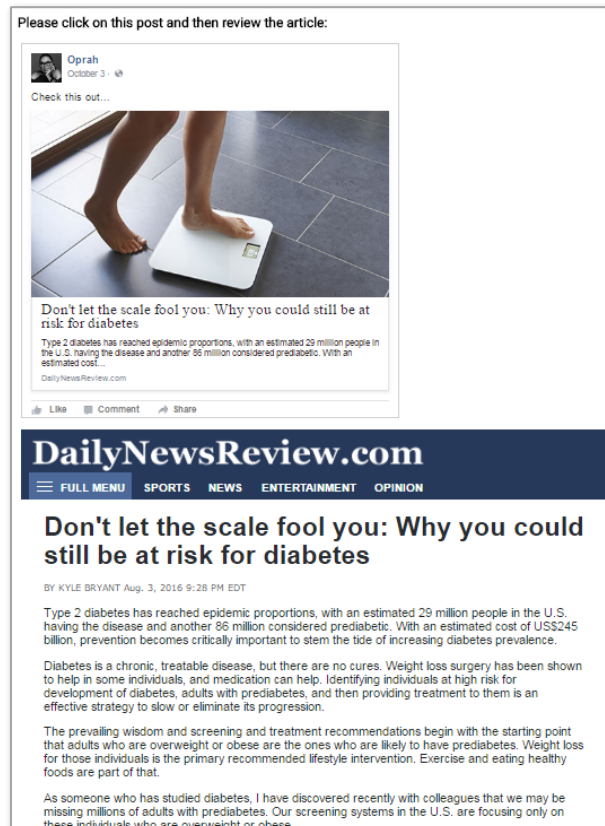 Please click on this post and then review the article:
Oprah
October 3 ·
Check this out...
Don't let the scale fool you: Why you could still be at
risk for diabetes
Type 2 diabetes has reached epidemic proportions, with an estimated 29 million people in
the U.S. having the disease and another 86 million considered prediabetic. With an
estimated cost...
DailyNewsReview.com
Like Comment Share
DailyNewsReview.com
FULL MENU SPORTS NEWS ENTERTAINMENT OPINION
Don't let the scale fool you: Why you could
still be at risk for diabetes
BY KYLE BRYANT Aug. 3, 2016 9:28 PM EDT
Type 2 diabetes has reached epidemic proportions, with an estimated 29 million people in the U.S.
having the disease and another 86 million considered prediabetic. With an estimated cost of US$245
billion, prevention becomes critically important to stem the tide of increasing diabetes prevalence.
Diabetes is a chronic, treatable disease, but there are no cures. Weight loss surgery has been shown
to help in some individuals, and medication can help. Identifying individuals at high risk for
development of diabetes, adults with prediabetes, and then providing treatment to them is an
effective strategy to slow or eliminate its progression.
The prevailing wisdom and screening and treatment recommendations begin with the starting point
that adults who are overweight or obese are the ones who are likely to have prediabetes. Weight loss
for those individuals is the primary recommended lifestyle intervention. Exercise and eating healthy
foods are part of that.
As someone who has studied diabetes, I have discovered recently with colleagues that we may be
missing millions of adults with prediabetes. Our screening systems in the U.S. are focusing only on
these individuals who are overweight or obese.